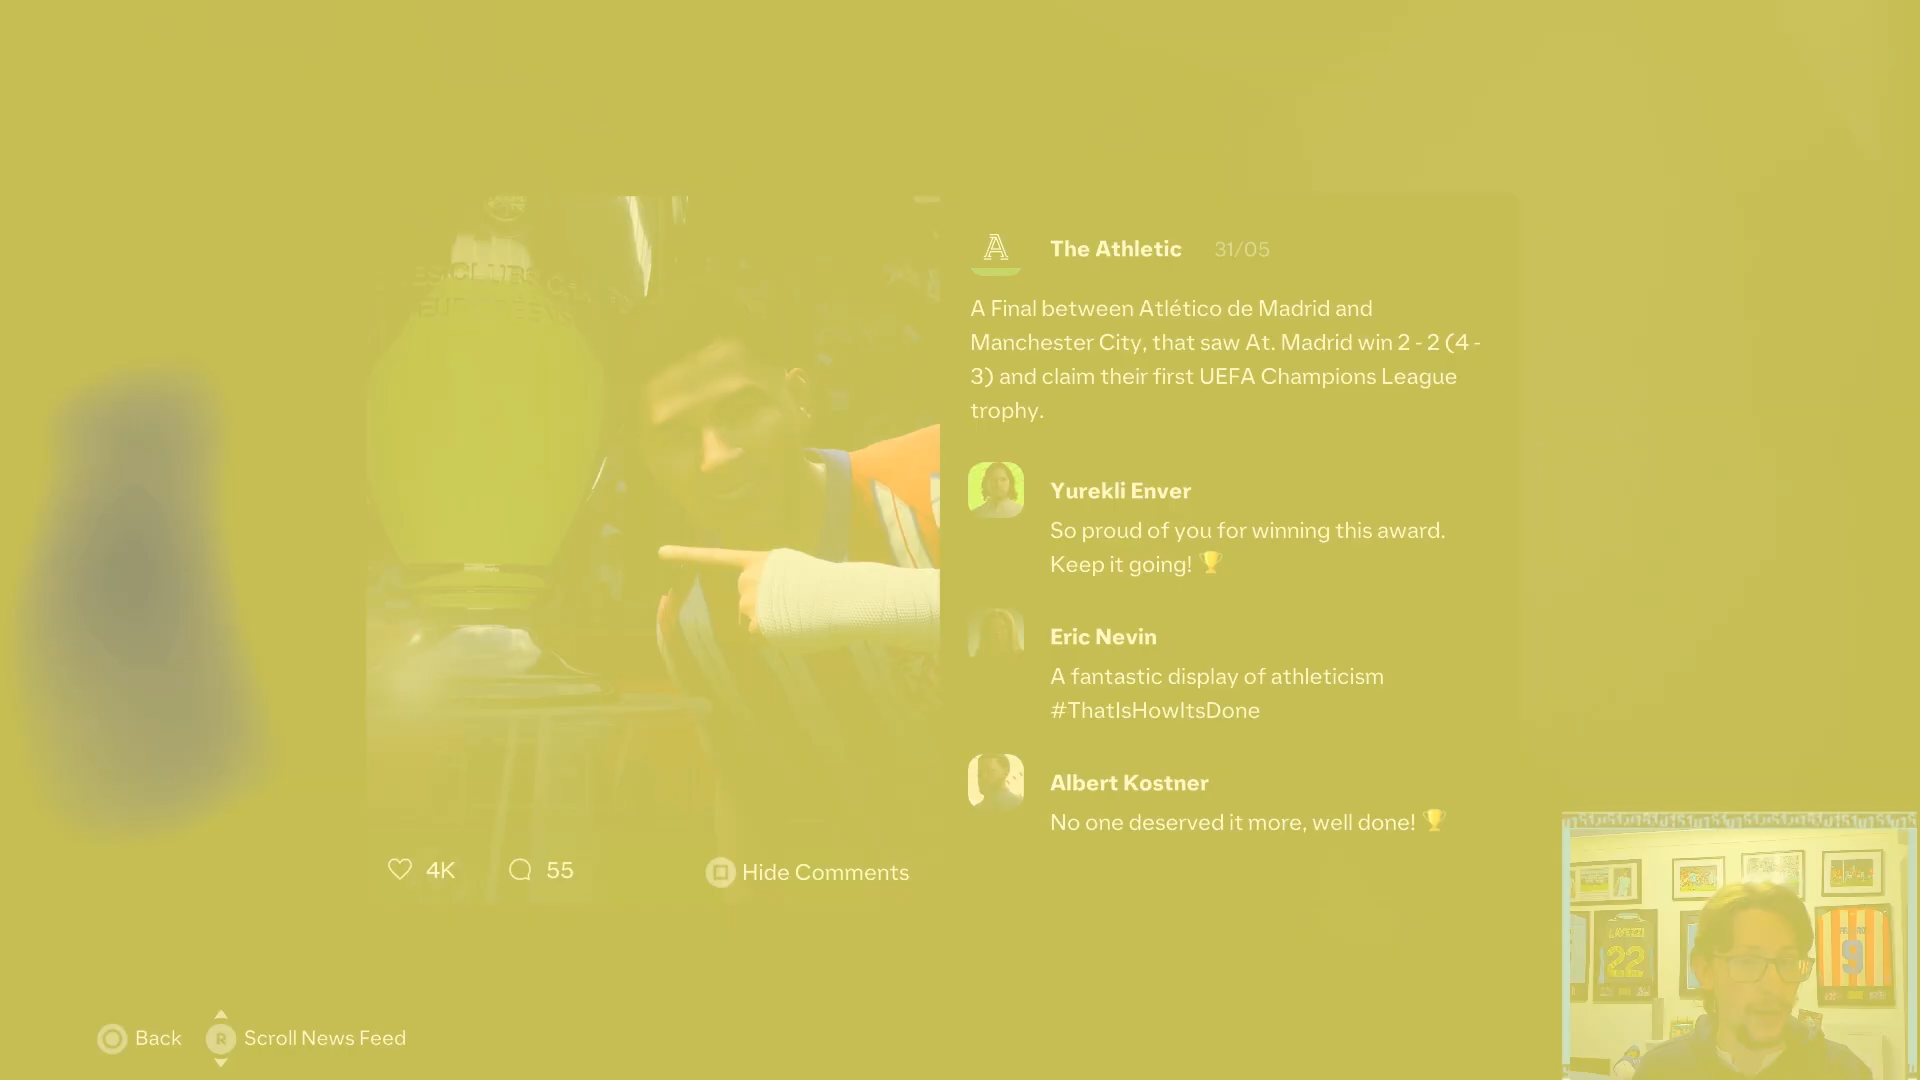 The Athletic 31/05
A Final between Atlético de Madrid and
Manchester City, that saw At. Madrid win 2 - 2 (4 -
3) and claim their first UEFA Champions League
trophy.
Yurekli Enver
So proud of you for winning this award.
Keep it going! 🏆
Eric Nevin
A fantastic display of athleticism
#ThatIsHowItsDone
Albert Kostner
No one deserved it more, well done! 🏆
4K 55 Hide Comments
LAVEZZI
22
9
Back R Scroll News Feed